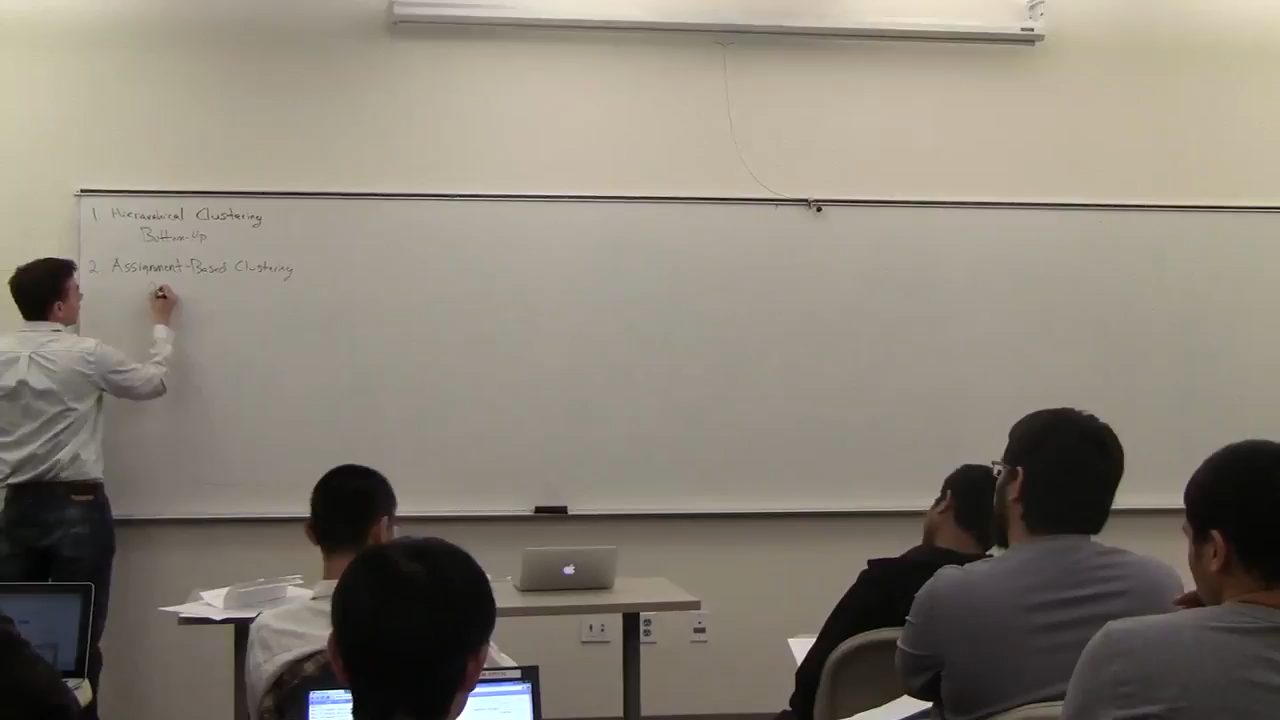 1 Hierarchical Clustering
Bottom-Up
2 Assignment-Based Clustering